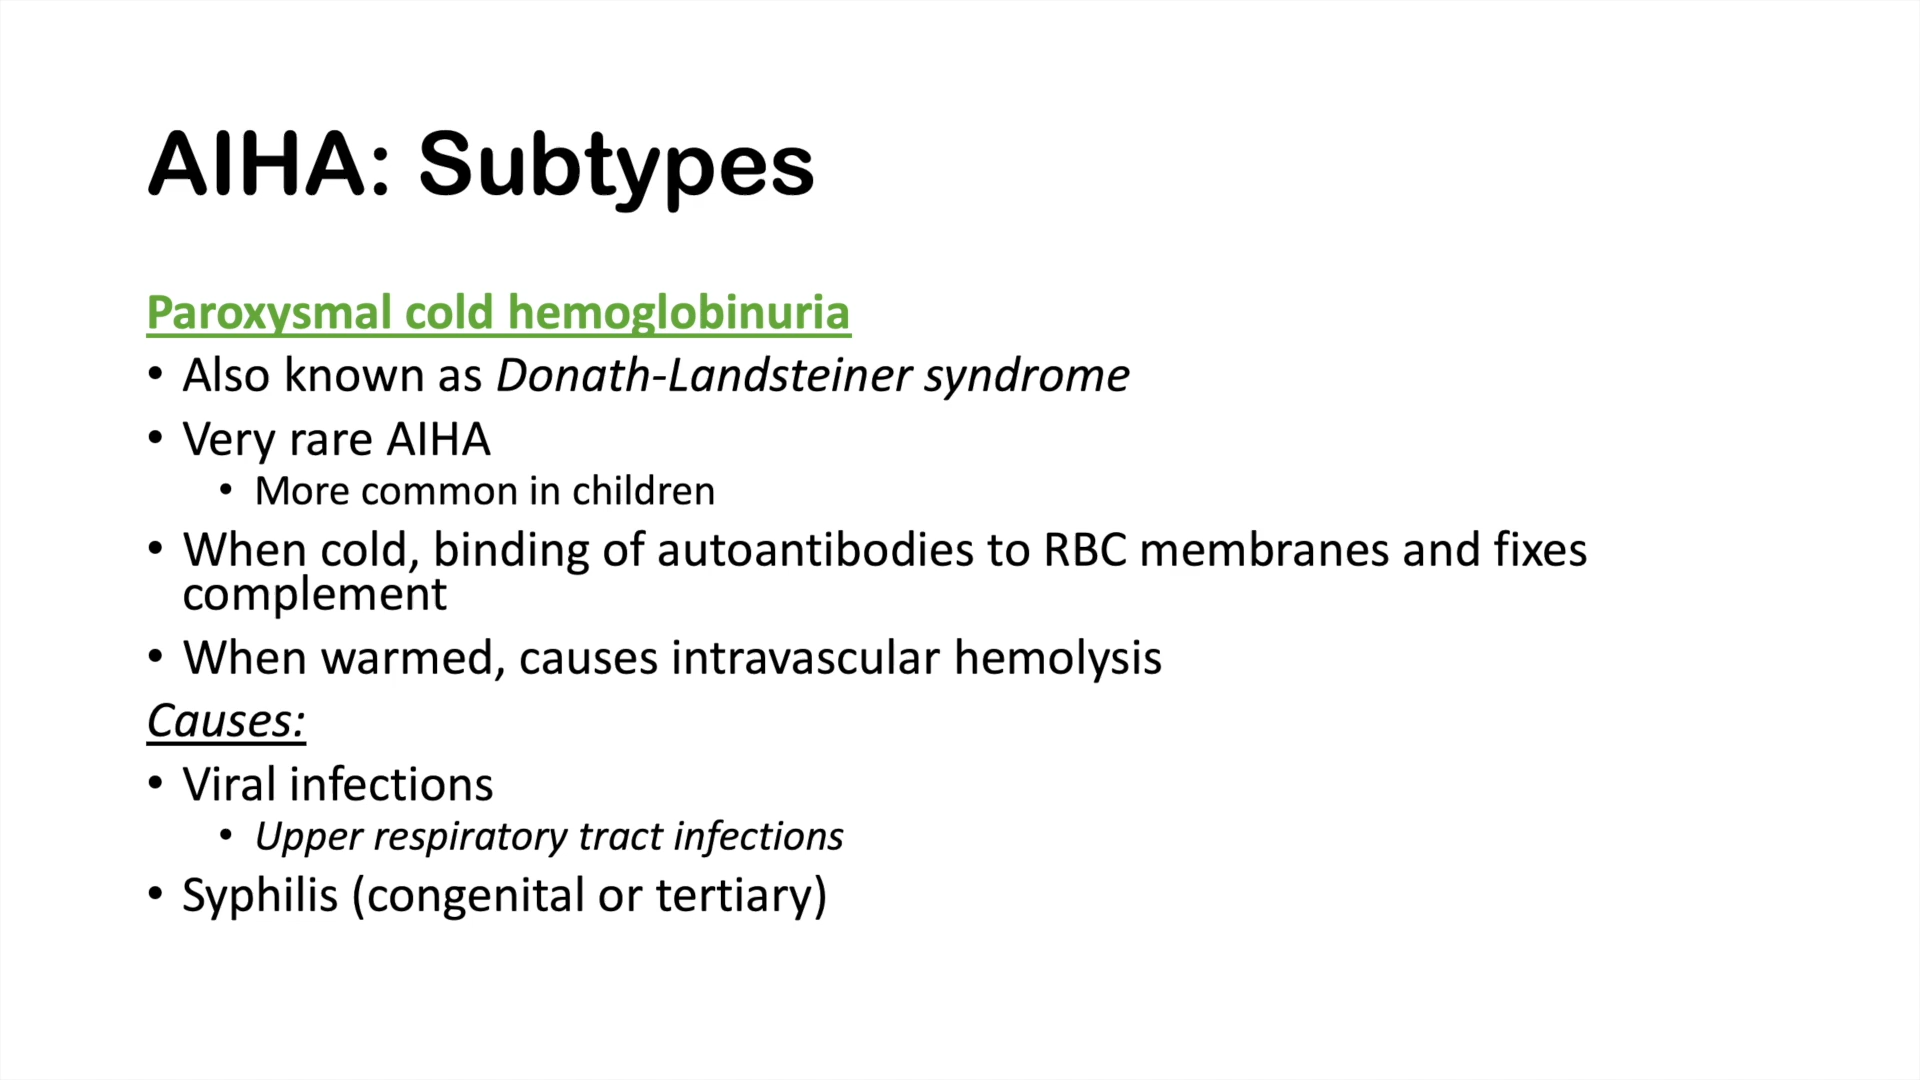 AIHA: Subtypes
Paroxysmal cold hemoglobinuria
• Also known as Donath-Landsteiner syndrome
• Very rare AIHA
• More common in children
• When cold, binding of autoantibodies to RBC membranes and fixes
complement
• When warmed, causes intravascular hemolysis
Causes:
• Viral infections
• Upper respiratory tract infections
• Syphilis (congenital or tertiary)